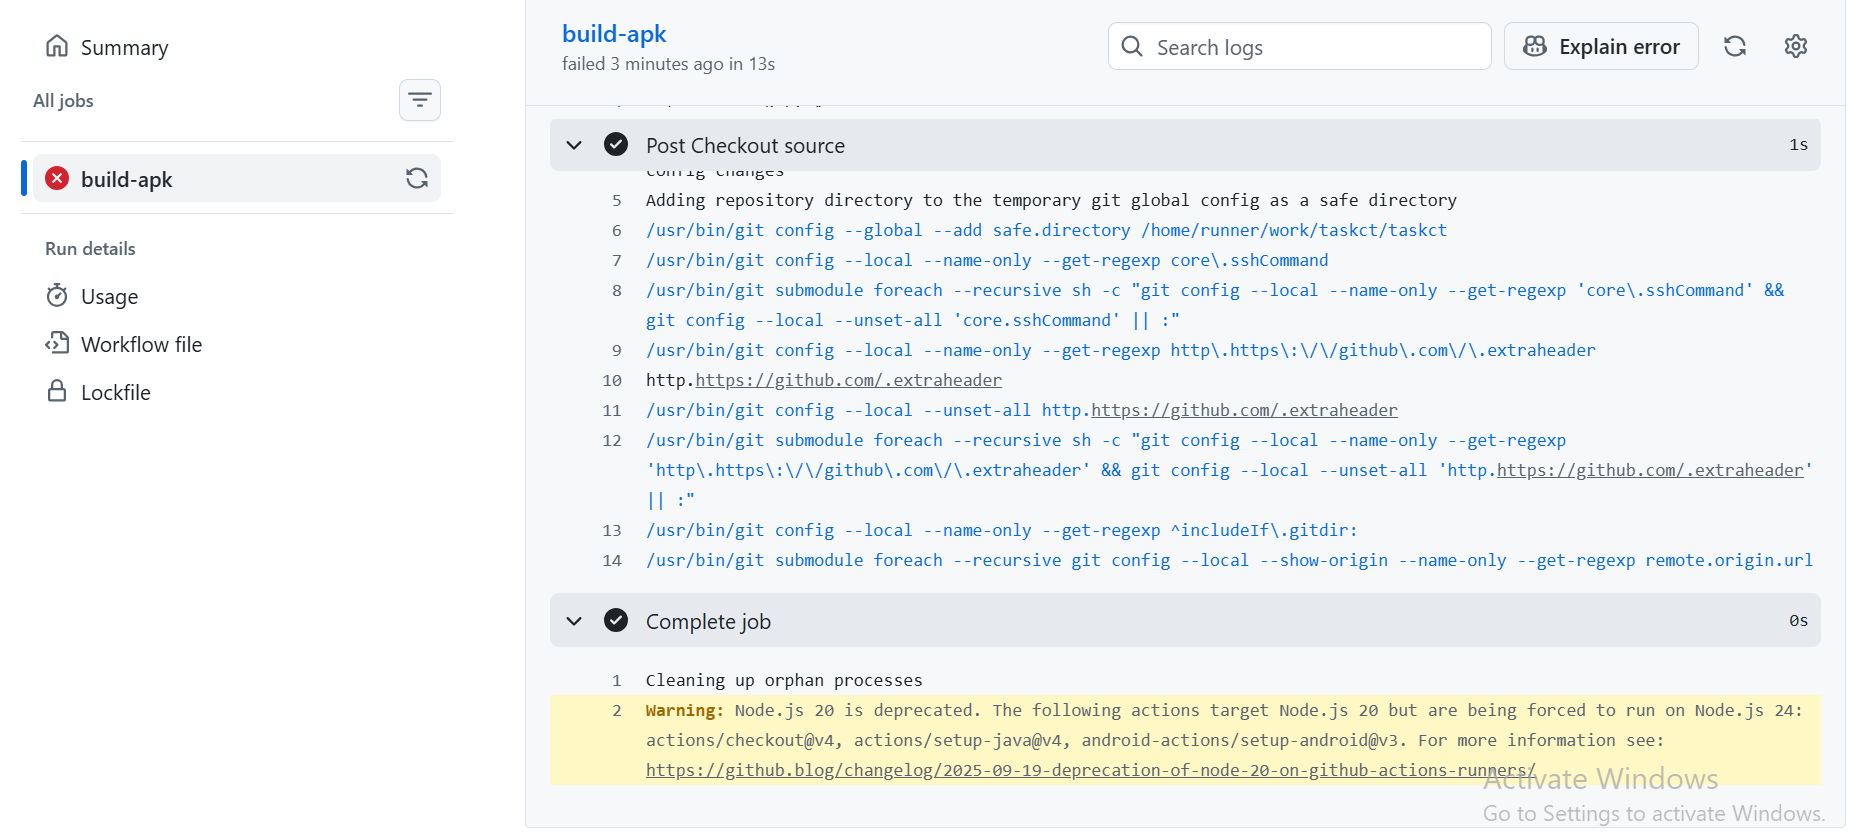 Summary
All jobs
build-apk
Run details
Usage
Workflow file
Lockfile
build-apk
failed 3 minutes ago in 13s
Search logs
Explain error
Post Checkout source
1s
config changes
5 Adding repository directory to the temporary git global config as a safe directory
6 /usr/bin/git config --global --add safe.directory /home/runner/work/taskct/taskct
7 /usr/bin/git config --local --name-only --get-regexp core\.sshCommand
8 /usr/bin/git submodule foreach --recursive sh -c "git config --local --name-only --get-regexp 'core\.sshCommand' &&
git config --local --unset-all 'core.sshCommand' || :"
9 /usr/bin/git config --local --name-only --get-regexp http\.https\:\/\/github\.com\/\.extraheader
10 http.https://github.com/.extraheader
11 /usr/bin/git config --local --unset-all http.https://github.com/.extraheader
12 /usr/bin/git submodule foreach --recursive sh -c "git config --local --name-only --get-regexp
'http\.https\:\/\/github\.com\/\.extraheader' && git config --local --unset-all 'http.https://github.com/.extraheader'
|| :"
13 /usr/bin/git config --local --name-only --get-regexp ^includeIf\.gitdir:
14 /usr/bin/git submodule foreach --recursive git config --local --show-origin --name-only --get-regexp remote.origin.url
Complete job
0s
1 Cleaning up orphan processes
2 Warning: Node.js 20 is deprecated. The following actions target Node.js 20 but are being forced to run on Node.js 24:
actions/checkout@v4, actions/setup-java@v4, android-actions/setup-android@v3. For more information see:
https://github.blog/changelog/2025-09-19-deprecation-of-node-20-on-github-actions-runners/
Activate Windows
Go to Settings to activate Windows.